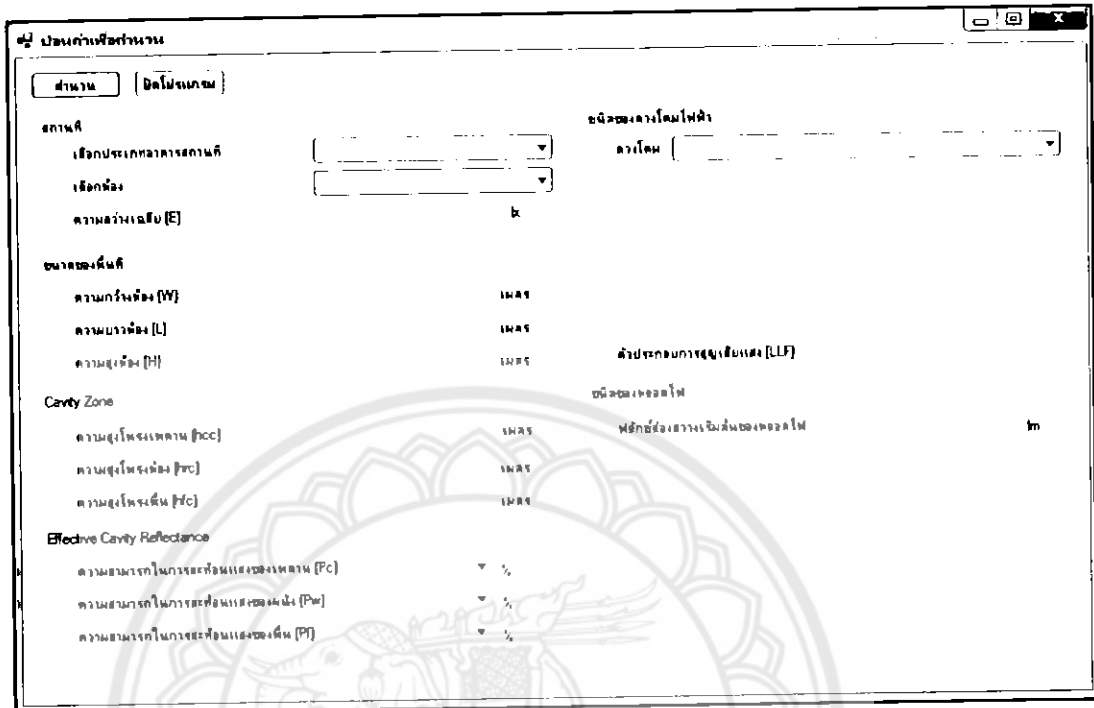 ป้อนค่าเพื่อคำนวน
คำนวน
ปิดโปรแกรม
สถานที่
เลือกประเภทอาคารสถานที่
เลือกห้อง
ความสว่างเฉลี่ย [E]
lx
ชนิดของดวงโคมไฟฟ้า
ดวงโคม
ขนาดของพื้นที่
ความกว้างห้อง [W]
เมตร
ความยาวห้อง [L]
เมตร
ความสูงห้อง [H]
เมตร
ตัวประกอบการสูญเสียแสง [LLF]
ชนิดของหลอดไฟ
ฟลักซ์ส่องสว่างเริ่มต้นของหลอดไฟ
lm
Cavity Zone
ความสูงโพรงเพดาน [hcc]
เมตร
ความสูงโพรงห้อง [hrc]
เมตร
ความสูงโพรงพื้น [hfc]
เมตร
Effective Cavity Reflectance
ความสามารถในการสะท้อนแสงของเพดาน [Pc]
%
ความสามารถในการสะท้อนแสงของผนัง [Pw]
%
ความสามารถในการสะท้อนแสงของพื้น [Pf]
%